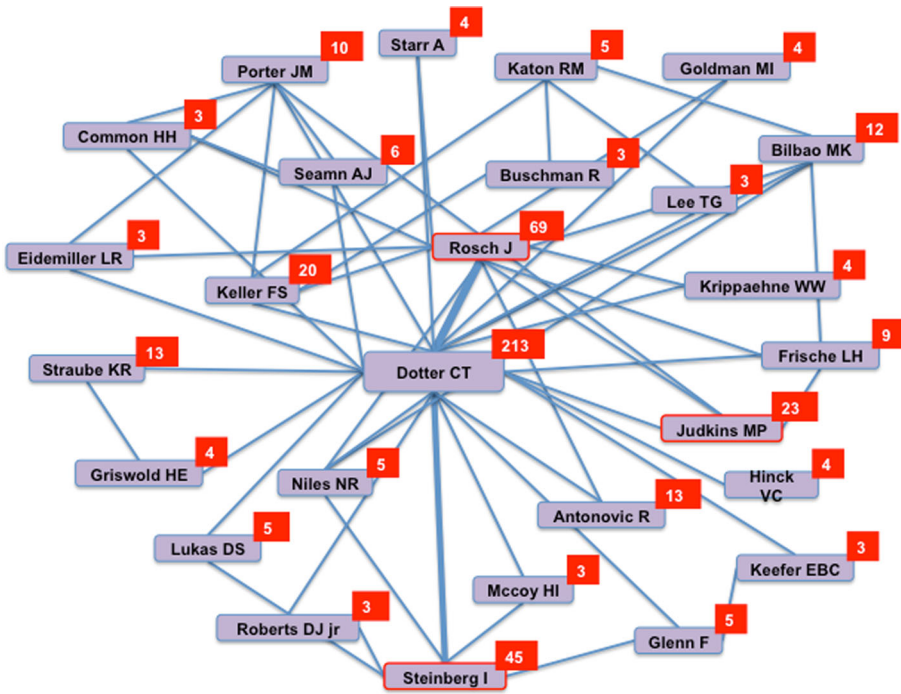 4
Starr A
10
Porter JM
5
Katon RM
4
Goldman MI
3
Common HH
6
Seamn AJ
3
Buschman R
12
Bilbao MK
3
Lee TG
3
Eidemiller LR
69
Rosch J
20
Keller FS
4
Krippaehne WW
213
Dotter CT
9
Frische LH
13
Straube KR
23
Judkins MP
4
Griswold HE
5
Niles NR
4
Hinck
VC
13
Antonovic R
5
Lukas DS
3
Keefer EBC
3
Mccoy HI
3
Roberts DJ jr
5
Glenn F
45
Steinberg I